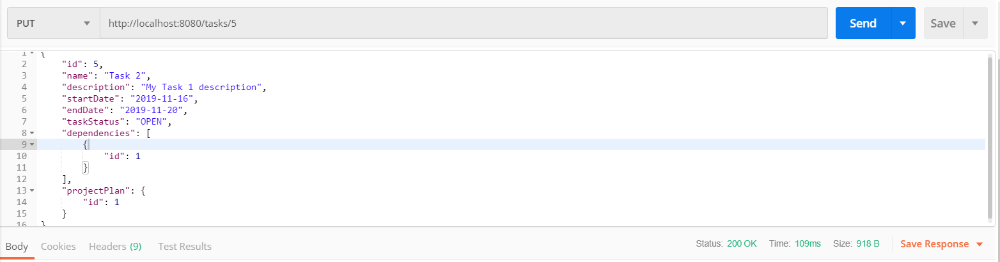 PUT http://localhost:8080/tasks/5 Send Save
1 {
2 "id": 5,
3 "name": "Task 2",
4 "description": "My Task 1 description",
5 "startDate": "2019-11-16",
6 "endDate": "2019-11-20",
7 "taskStatus": "OPEN",
8 "dependencies": [
9 {
10 "id": 1
11 }
12 ],
13 "projectPlan": {
14 "id": 1
15 }
16 }
Body Cookies Headers (9) Test Results Status: 200 OK Time: 109ms Size: 918 B Save Response